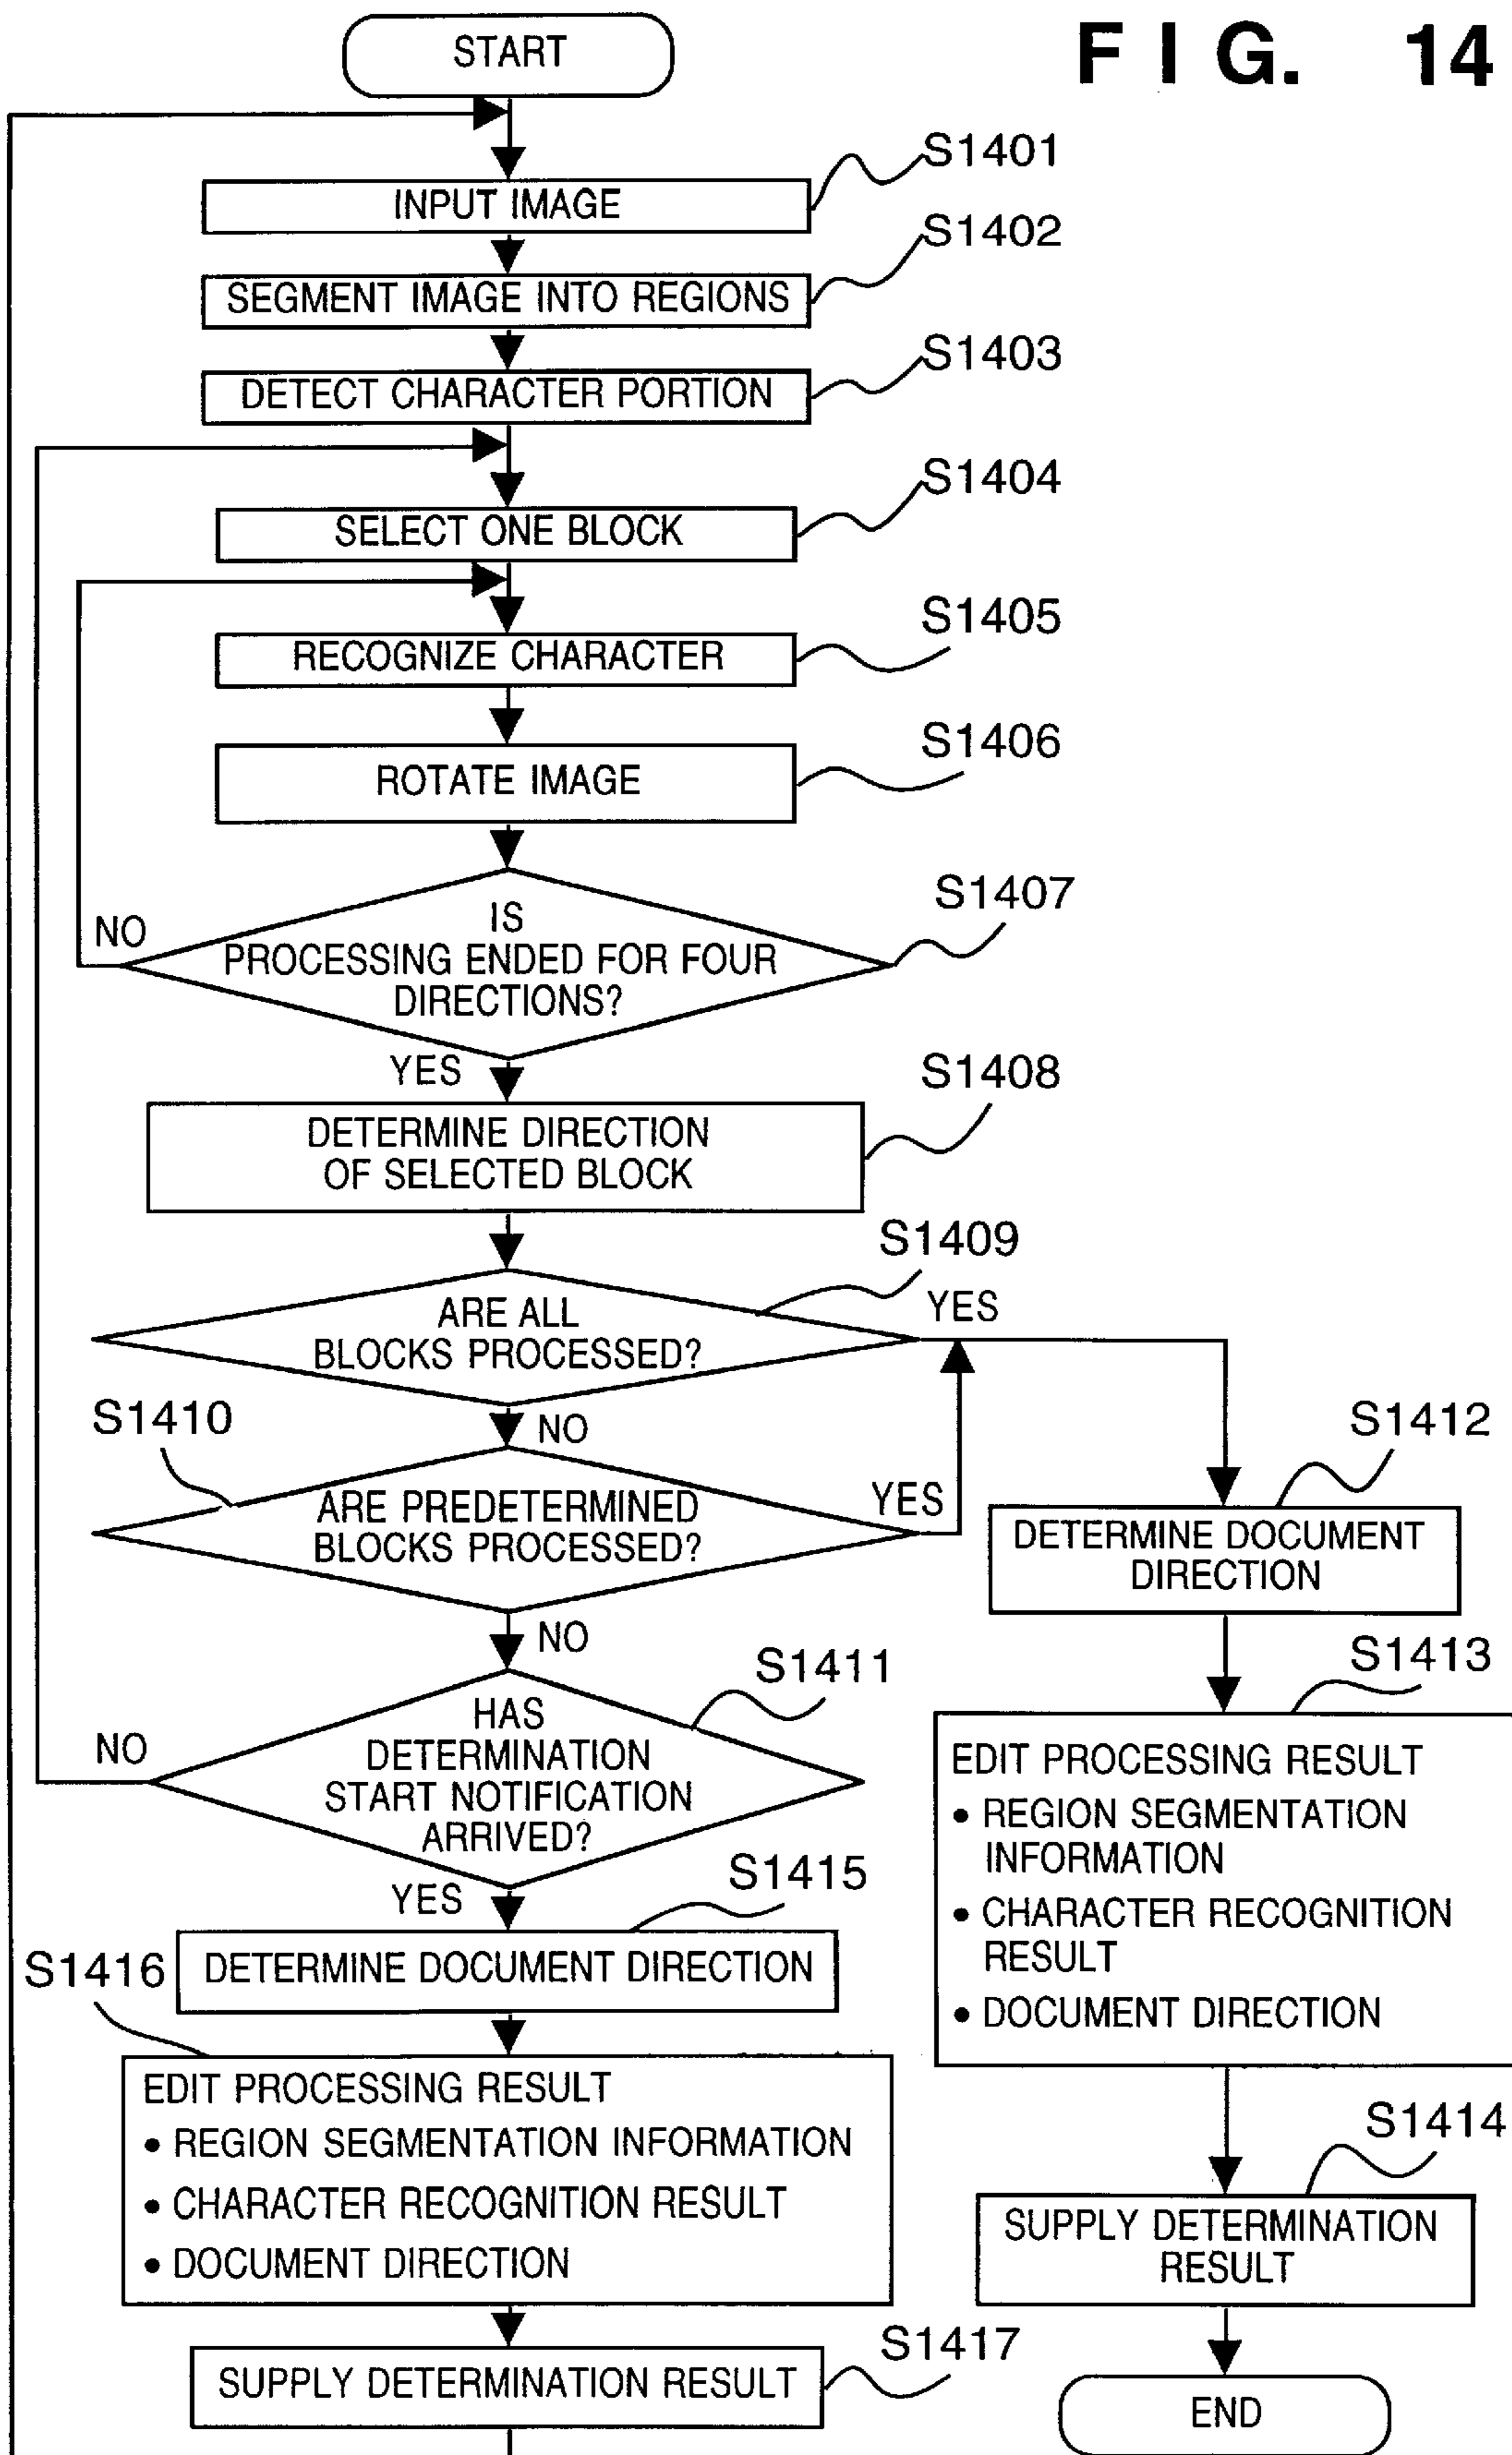 FIG. 14
START
S1401
INPUT IMAGE
S1402
SEGMENT IMAGE INTO REGIONS
S1403
DETECT CHARACTER PORTION
S1404
SELECT ONE BLOCK
S1405
RECOGNIZE CHARACTER
S1406
ROTATE IMAGE
S1407
NO
IS
PROCESSING ENDED FOR FOUR
DIRECTIONS?
YES
S1408
DETERMINE DIRECTION
OF SELECTED BLOCK
S1409
ARE ALL
BLOCKS PROCESSED?
YES
NO
S1410
ARE PREDETERMINED
BLOCKS PROCESSED?
YES
NO
S1411
HAS
DETERMINATION
START NOTIFICATION
ARRIVED?
NO
YES
S1412
DETERMINE DOCUMENT
DIRECTION
S1413
EDIT PROCESSING RESULT
• REGION SEGMENTATION
INFORMATION
• CHARACTER RECOGNITION
RESULT
• DOCUMENT DIRECTION
S1414
SUPPLY DETERMINATION
RESULT
END
S1415
DETERMINE DOCUMENT DIRECTION
S1416
EDIT PROCESSING RESULT
• REGION SEGMENTATION INFORMATION
• CHARACTER RECOGNITION RESULT
• DOCUMENT DIRECTION
S1417
SUPPLY DETERMINATION RESULT